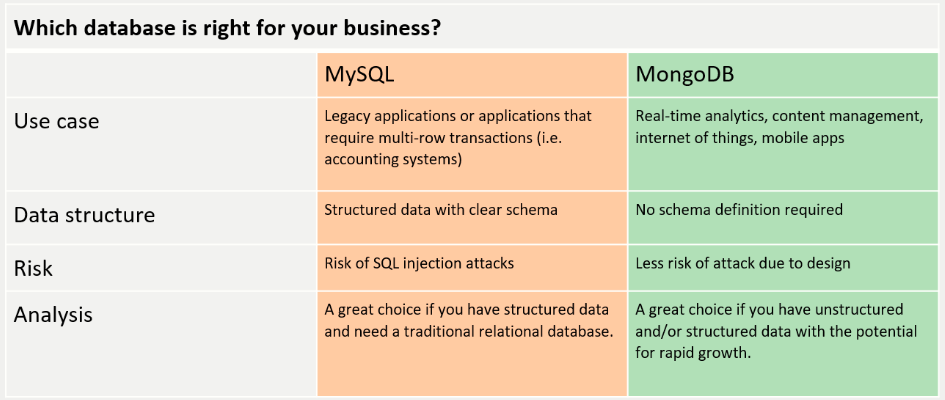 Which database is right for your business?
MySQL
MongoDB
Use case
Legacy applications or applications that
require multi-row transactions (i.e.
accounting systems)
Real-time analytics, content management,
internet of things, mobile apps
Data structure
Structured data with clear schema
No schema definition required
Risk
Risk of SQL injection attacks
Less risk of attack due to design
Analysis
A great choice if you have structured data
and need a traditional relational database.
A great choice if you have unstructured
and/or structured data with the potential
for rapid growth.